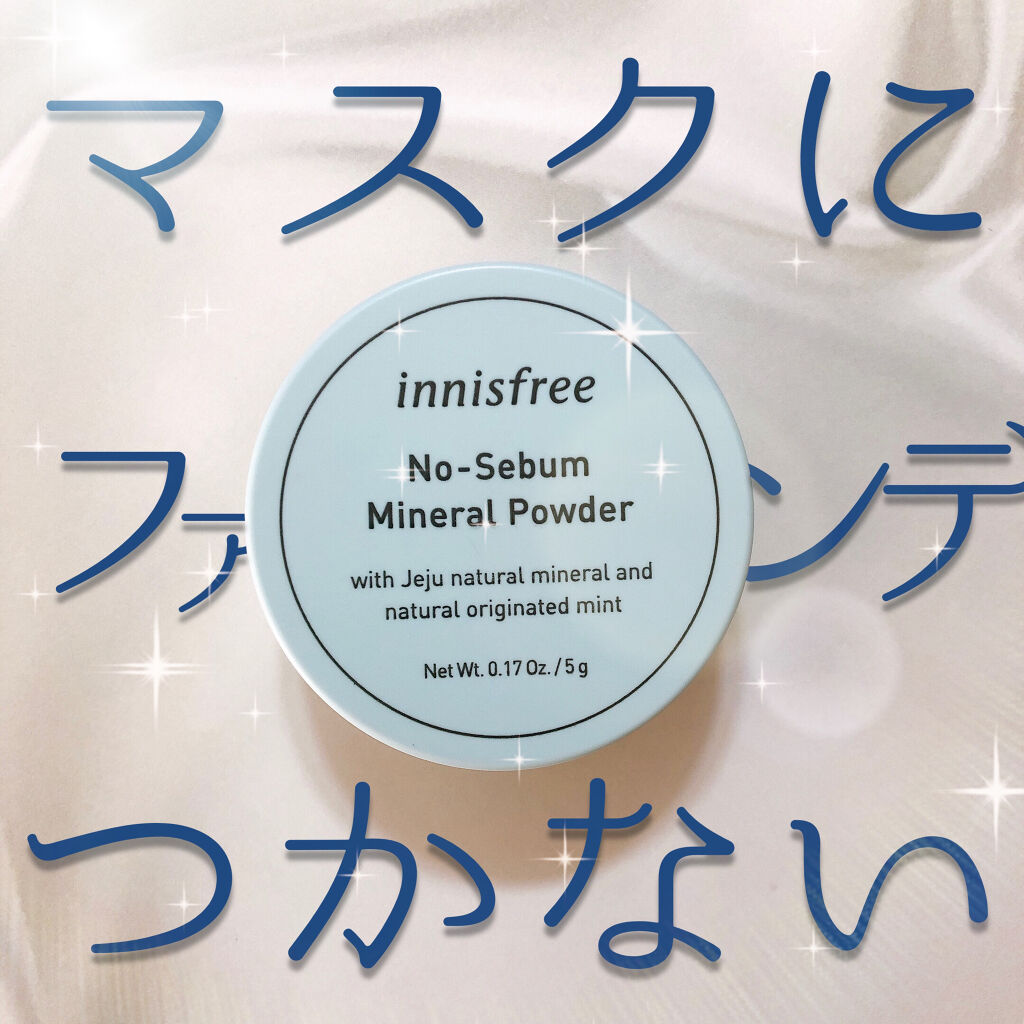 マスクに
innisfree
No-Sebum
Mineral Powder
ファ ンデ
with Jeju natural mineral and
natural originated mint
Net Wt. 0.17 Oz. / 5 g
つかない